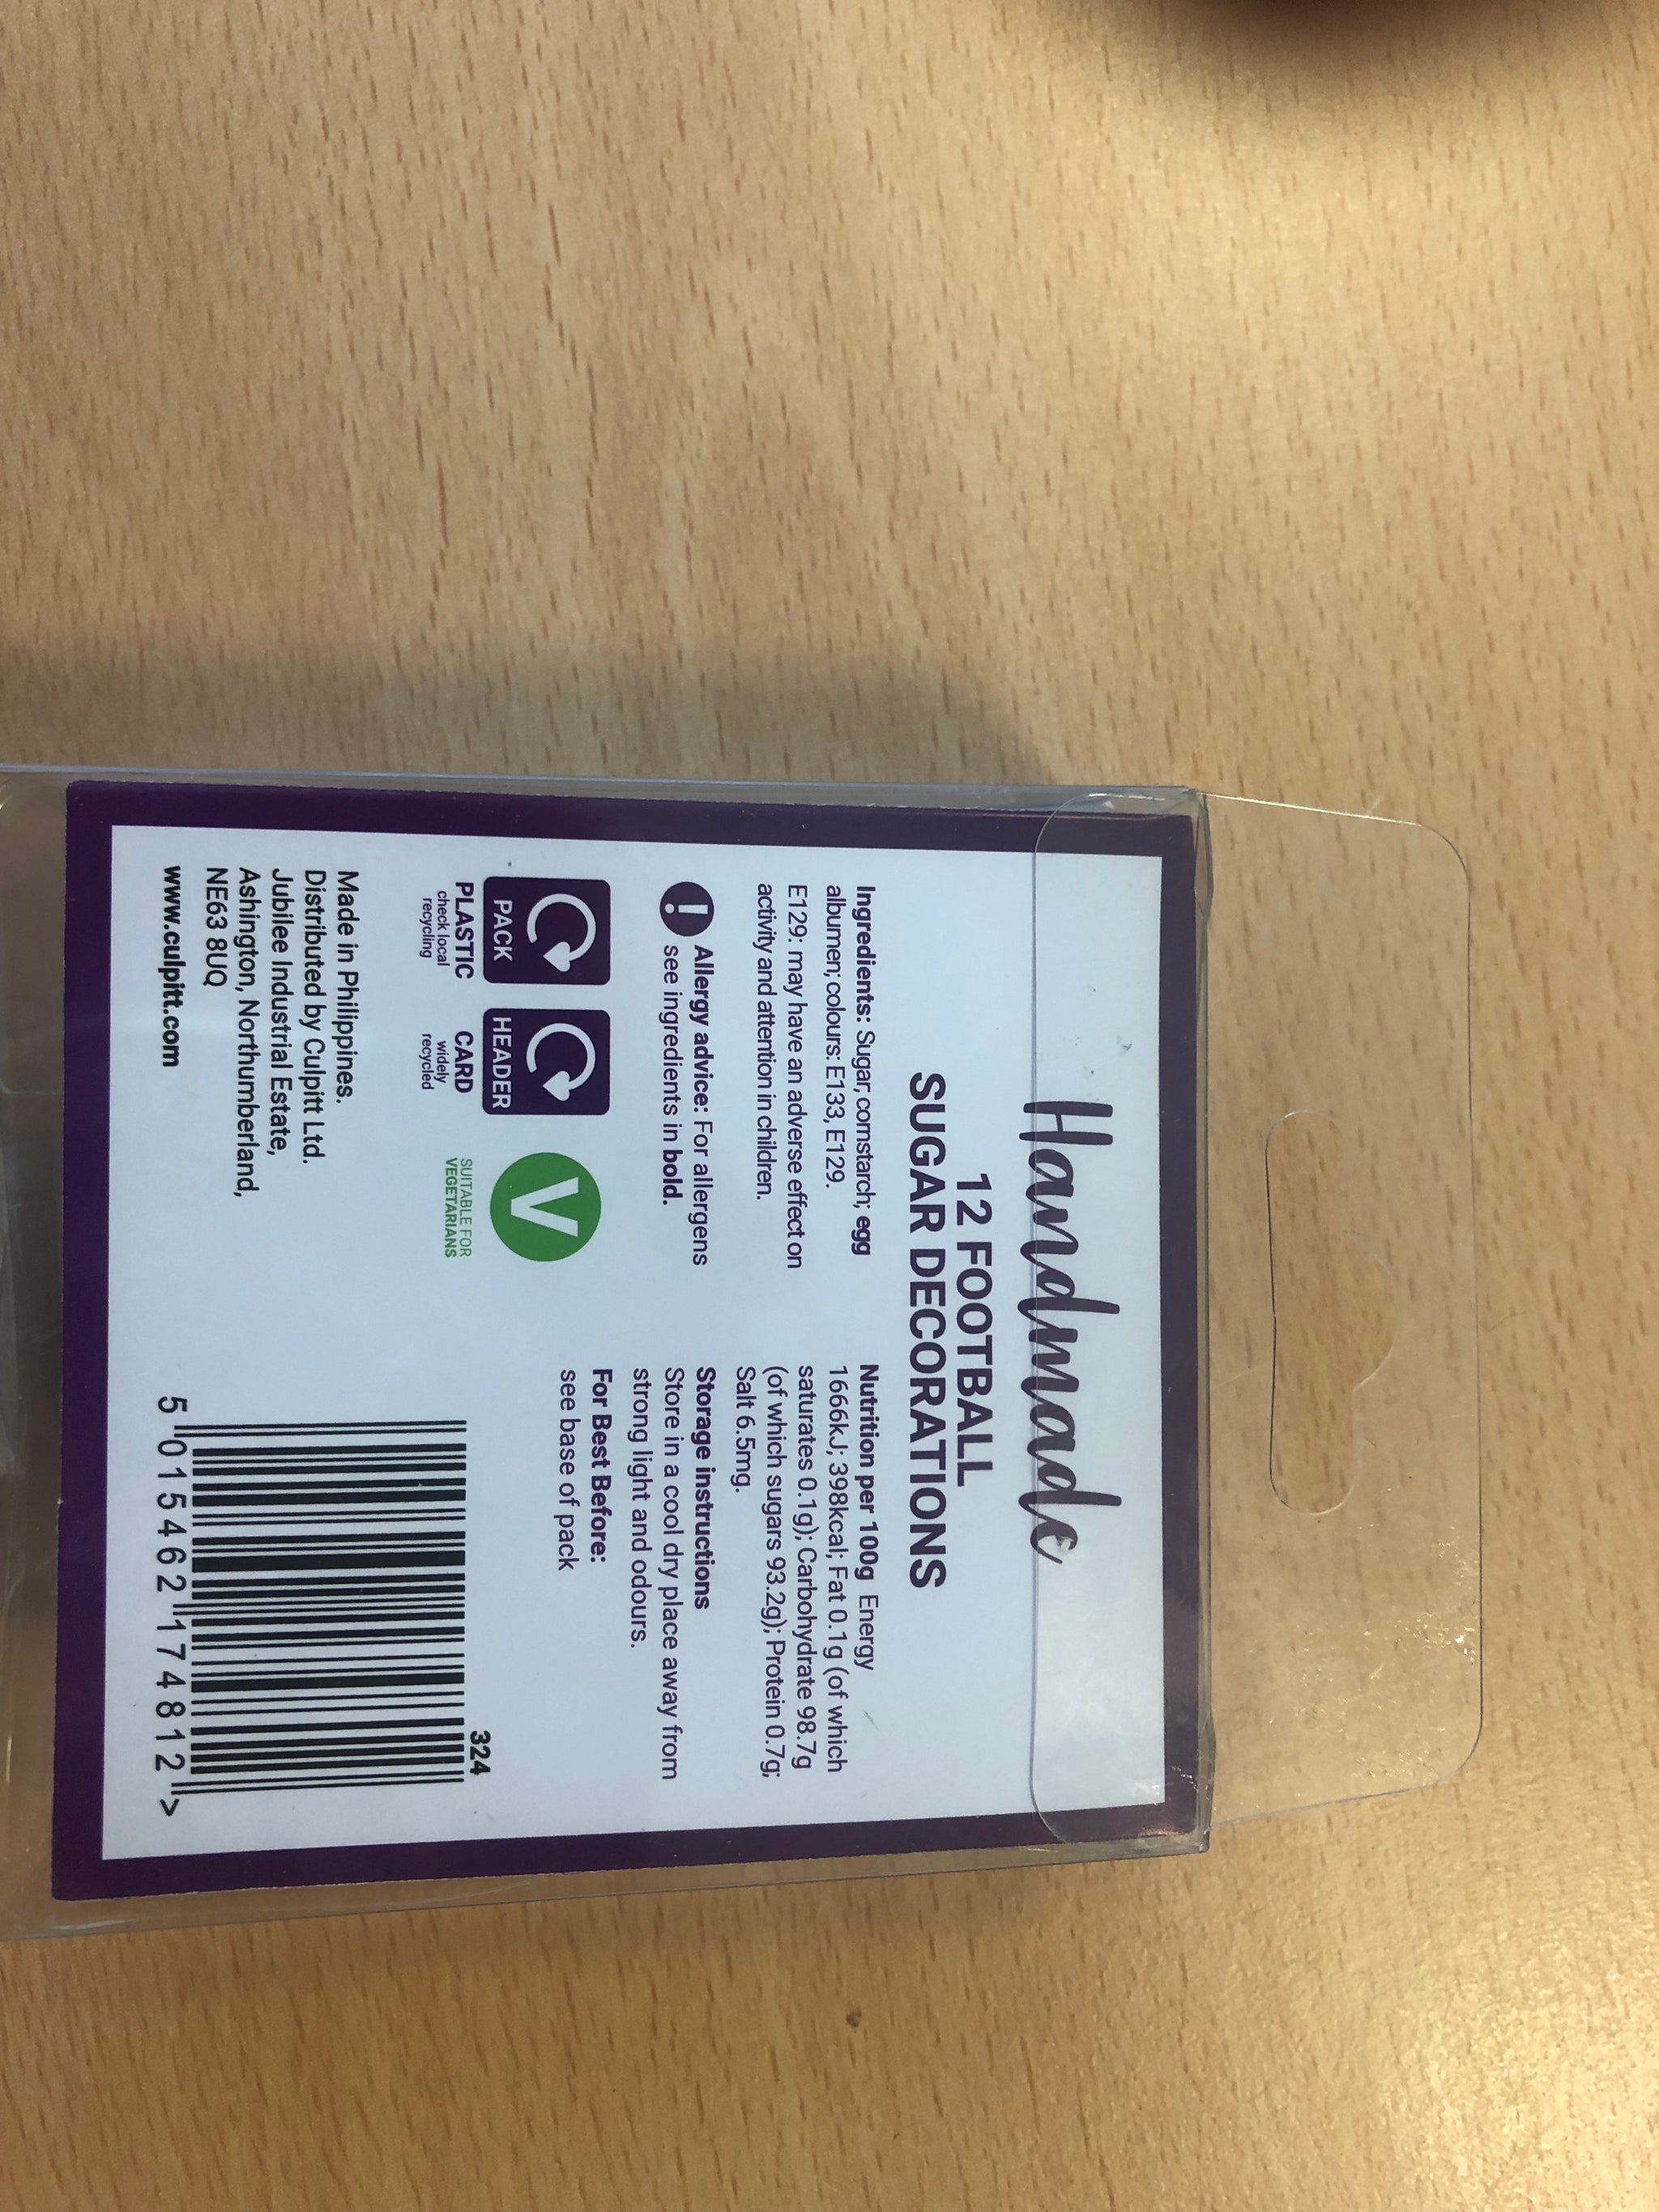 Handmade
12 FOOTBALL
SUGAR DECORATIONS
Ingredients: Sugar; cornstarch; egg
albumen; colours: E133, E129.
E129: may have an adverse effect on
activity and attention in children.
! Allergy advice: For allergens
see ingredients in bold.
PACK
PLASTIC
check local
recycling
HEADER
CARD
widely
recycled
V
SUITABLE FOR
VEGETARIANS
Made in Philippines.
Distributed by Culpitt Ltd.
Jubilee Industrial Estate,
Ashington, Northumberland,
NE63 8UQ
www.culpitt.com
Nutrition per 100g Energy
1666kJ; 398kcal; Fat 0.1g (of which
saturates 0.1g); Carbohydrate 98.7g
(of which sugars 93.2g); Protein 0.7g;
Salt 6.5mg.
Storage instructions
Store in a cool dry place away from
strong light and odours.
For Best Before:
see base of pack
324
5 015462 174812 >